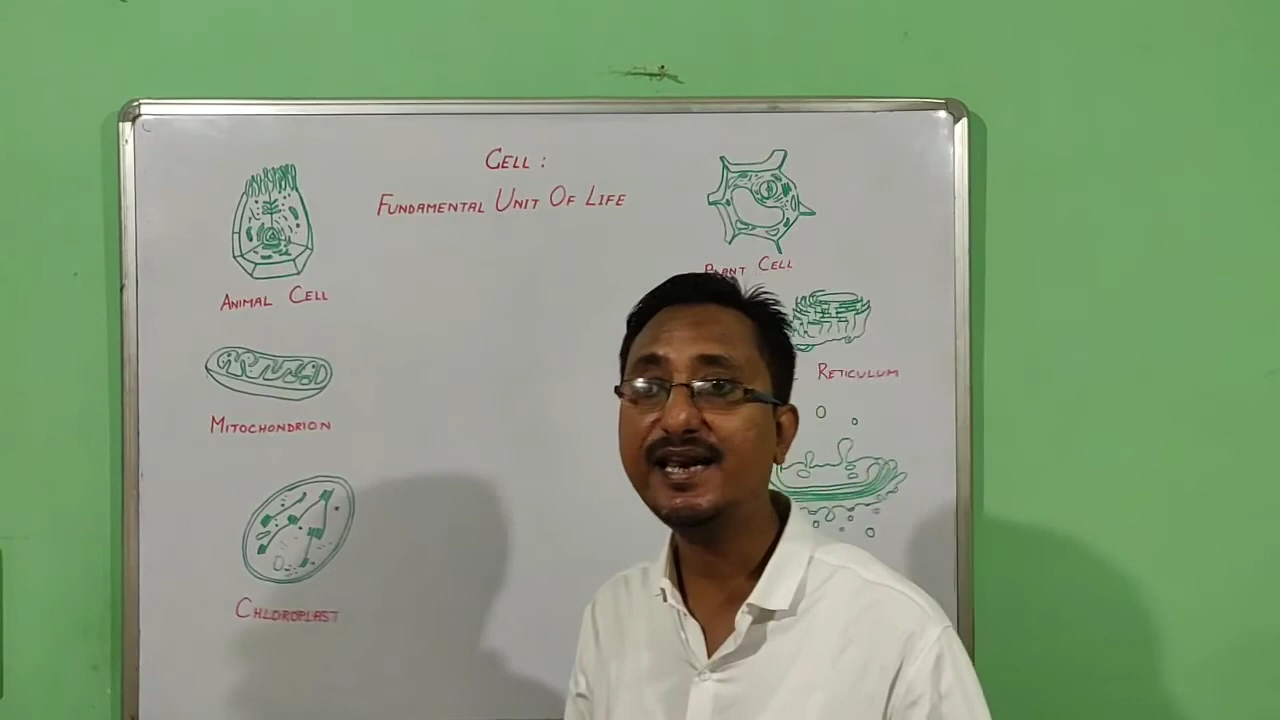 CELL :
FUNDAMENTAL UNIT OF LIFE
ANIMAL CELL
PLANT CELL
RETICULUM
MITOCHONDRION
CHLOROPLAST